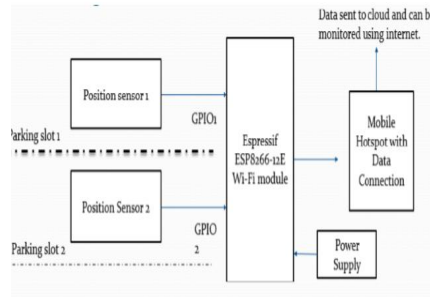 Data sent to cloud and can b
monitored using internet.
Position sensor 1
GPIO1
Parking slot 1
Espressif
ESP8266-12E
Wi-Fi module
Mobile
Hotspot with
Data
Connection
Position Sensor 2
GPIO
2
Parking slot 2
Power
Supply